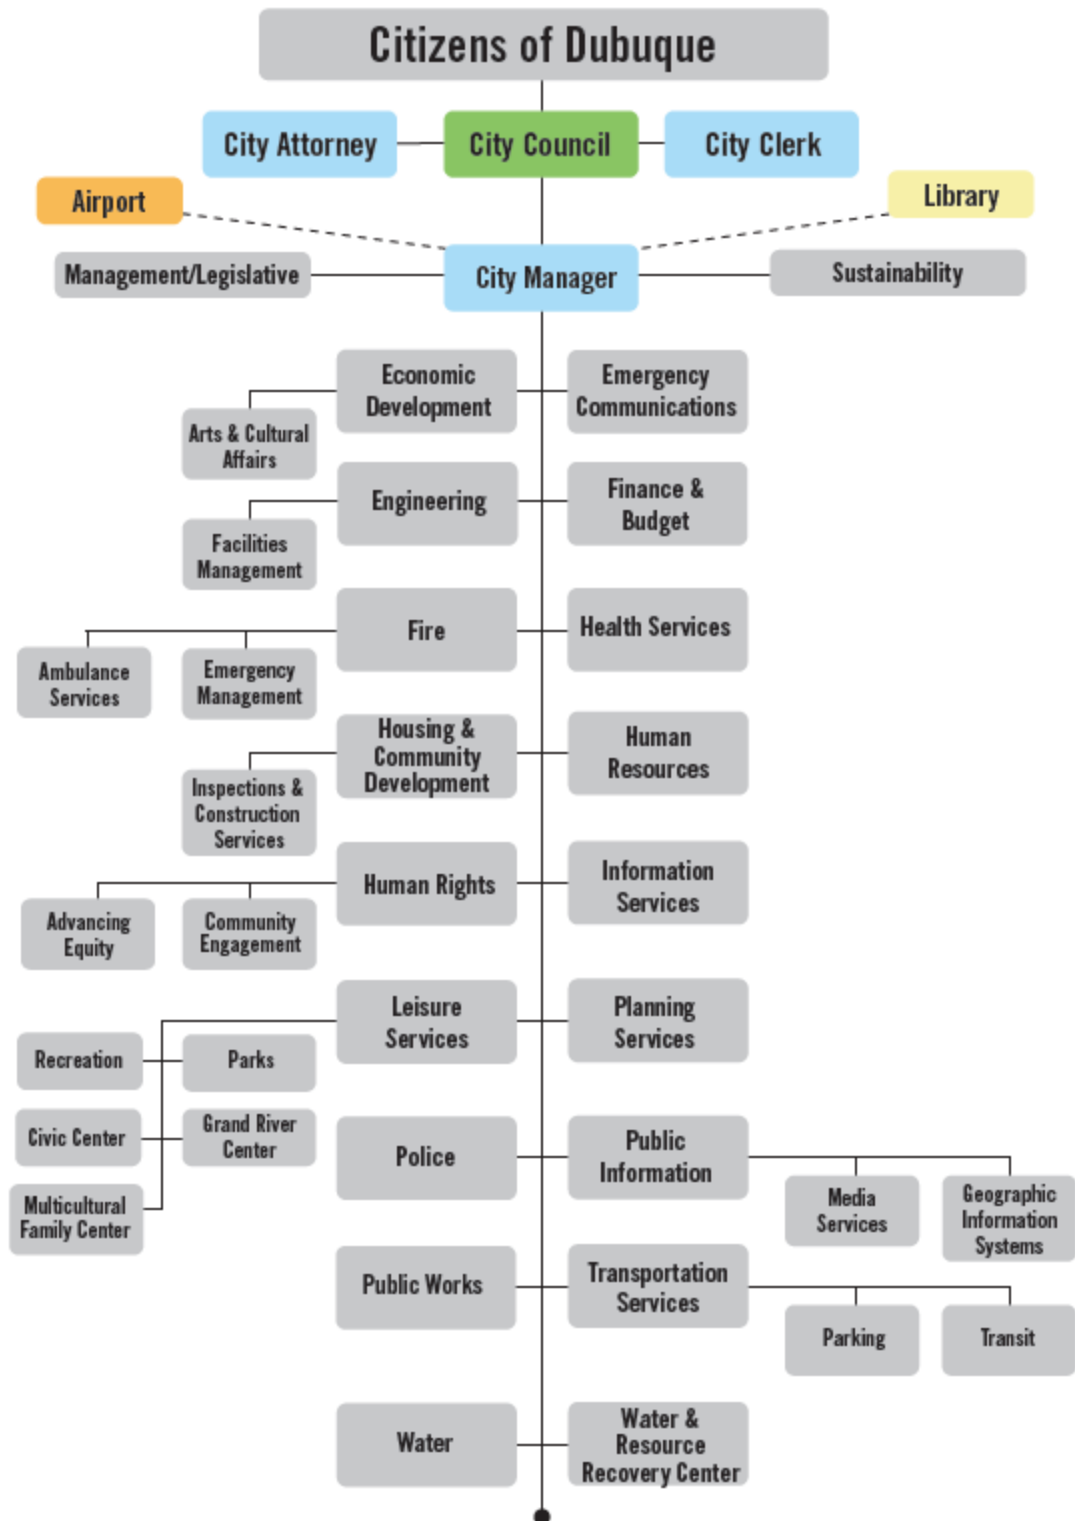 Citizens of Dubuque
City Attorney
City Council
City Clerk
Airport
Library
Management/Legislative
City Manager
Sustainability
Economic
Development
Emergency
Communications
Arts & Cultural
Affairs
Engineering
Finance &
Budget
Facilities
Management
Fire
Health Services
Ambulance
Services
Emergency
Management
Housing &
Community
Development
Human
Resources
Inspections &
Construction
Services
Human Rights
Information
Services
Advancing
Equity
Community
Engagement
Leisure
Services
Planning
Services
Recreation
Parks
Civic Center
Grand River
Center
Multicultural
Family Center
Police
Public
Information
Media
Services
Geographic
Information
Systems
Public Works
Transportation
Services
Parking
Transit
Water
Water &
Resource
Recovery Center